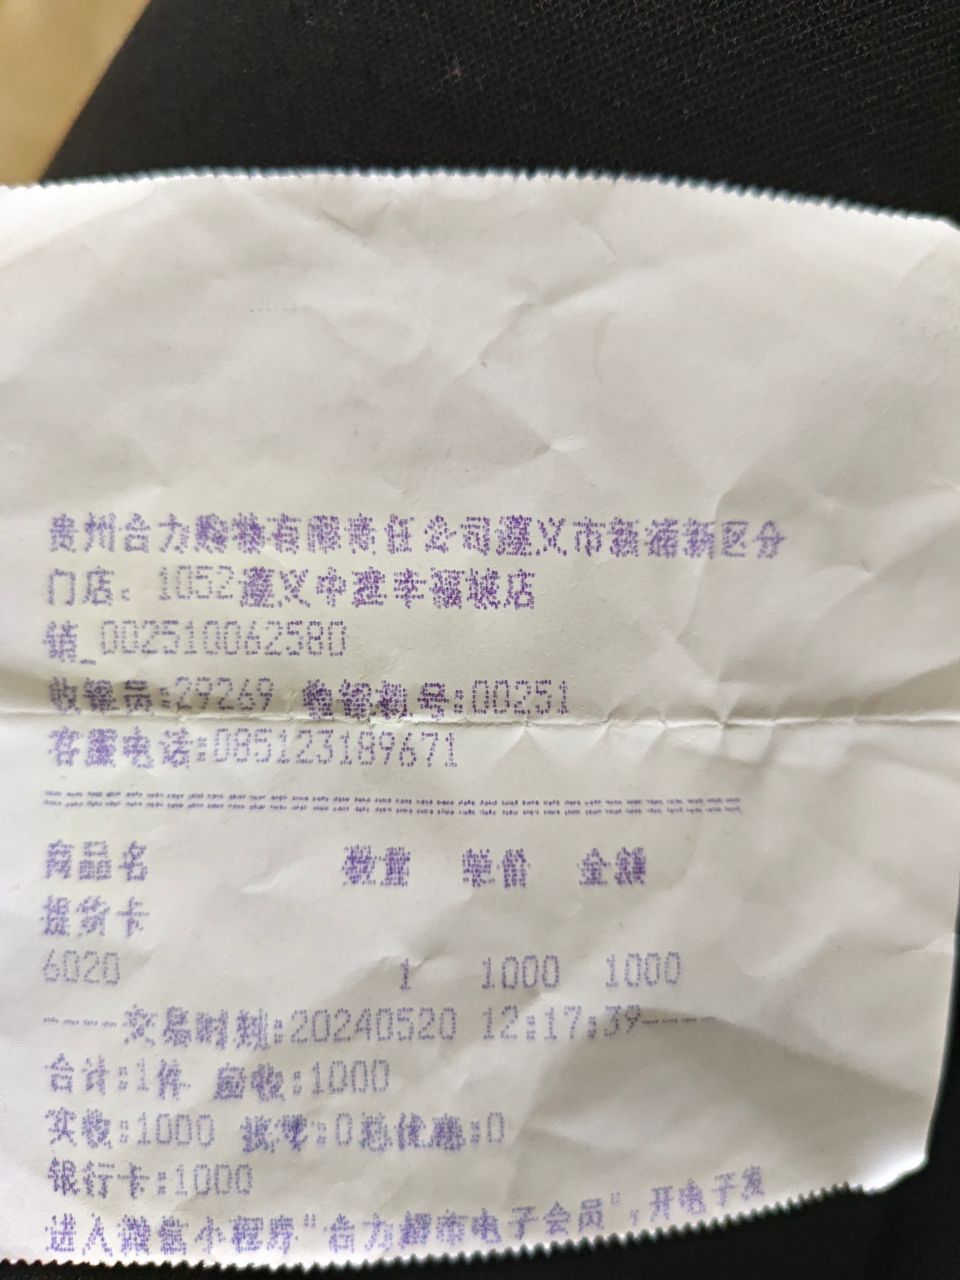 贵州合力购物有限责任公司遵义市新蒲新区分
门店：1052遵义中建幸福城店
销_002510062580
收银员:29269 收银机号:00251
客服电话:085123189671
商品名 数量 单价 金额
提货卡
6020 1 1000 1000
----交易时刻:20240520 12:17:39----
合计:1件 应收:1000
实收:1000 找零:0总优惠:0
银行卡:1000
进入微信小程序"合力超市电子会员",开电子发